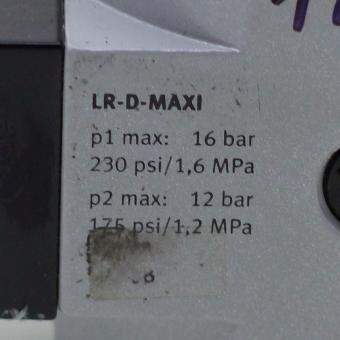 LR-D-MAXI
p1 max: 16 bar
230 psi/1,6 MPa
p2 max: 12 bar
175 psi/1,2 MPa